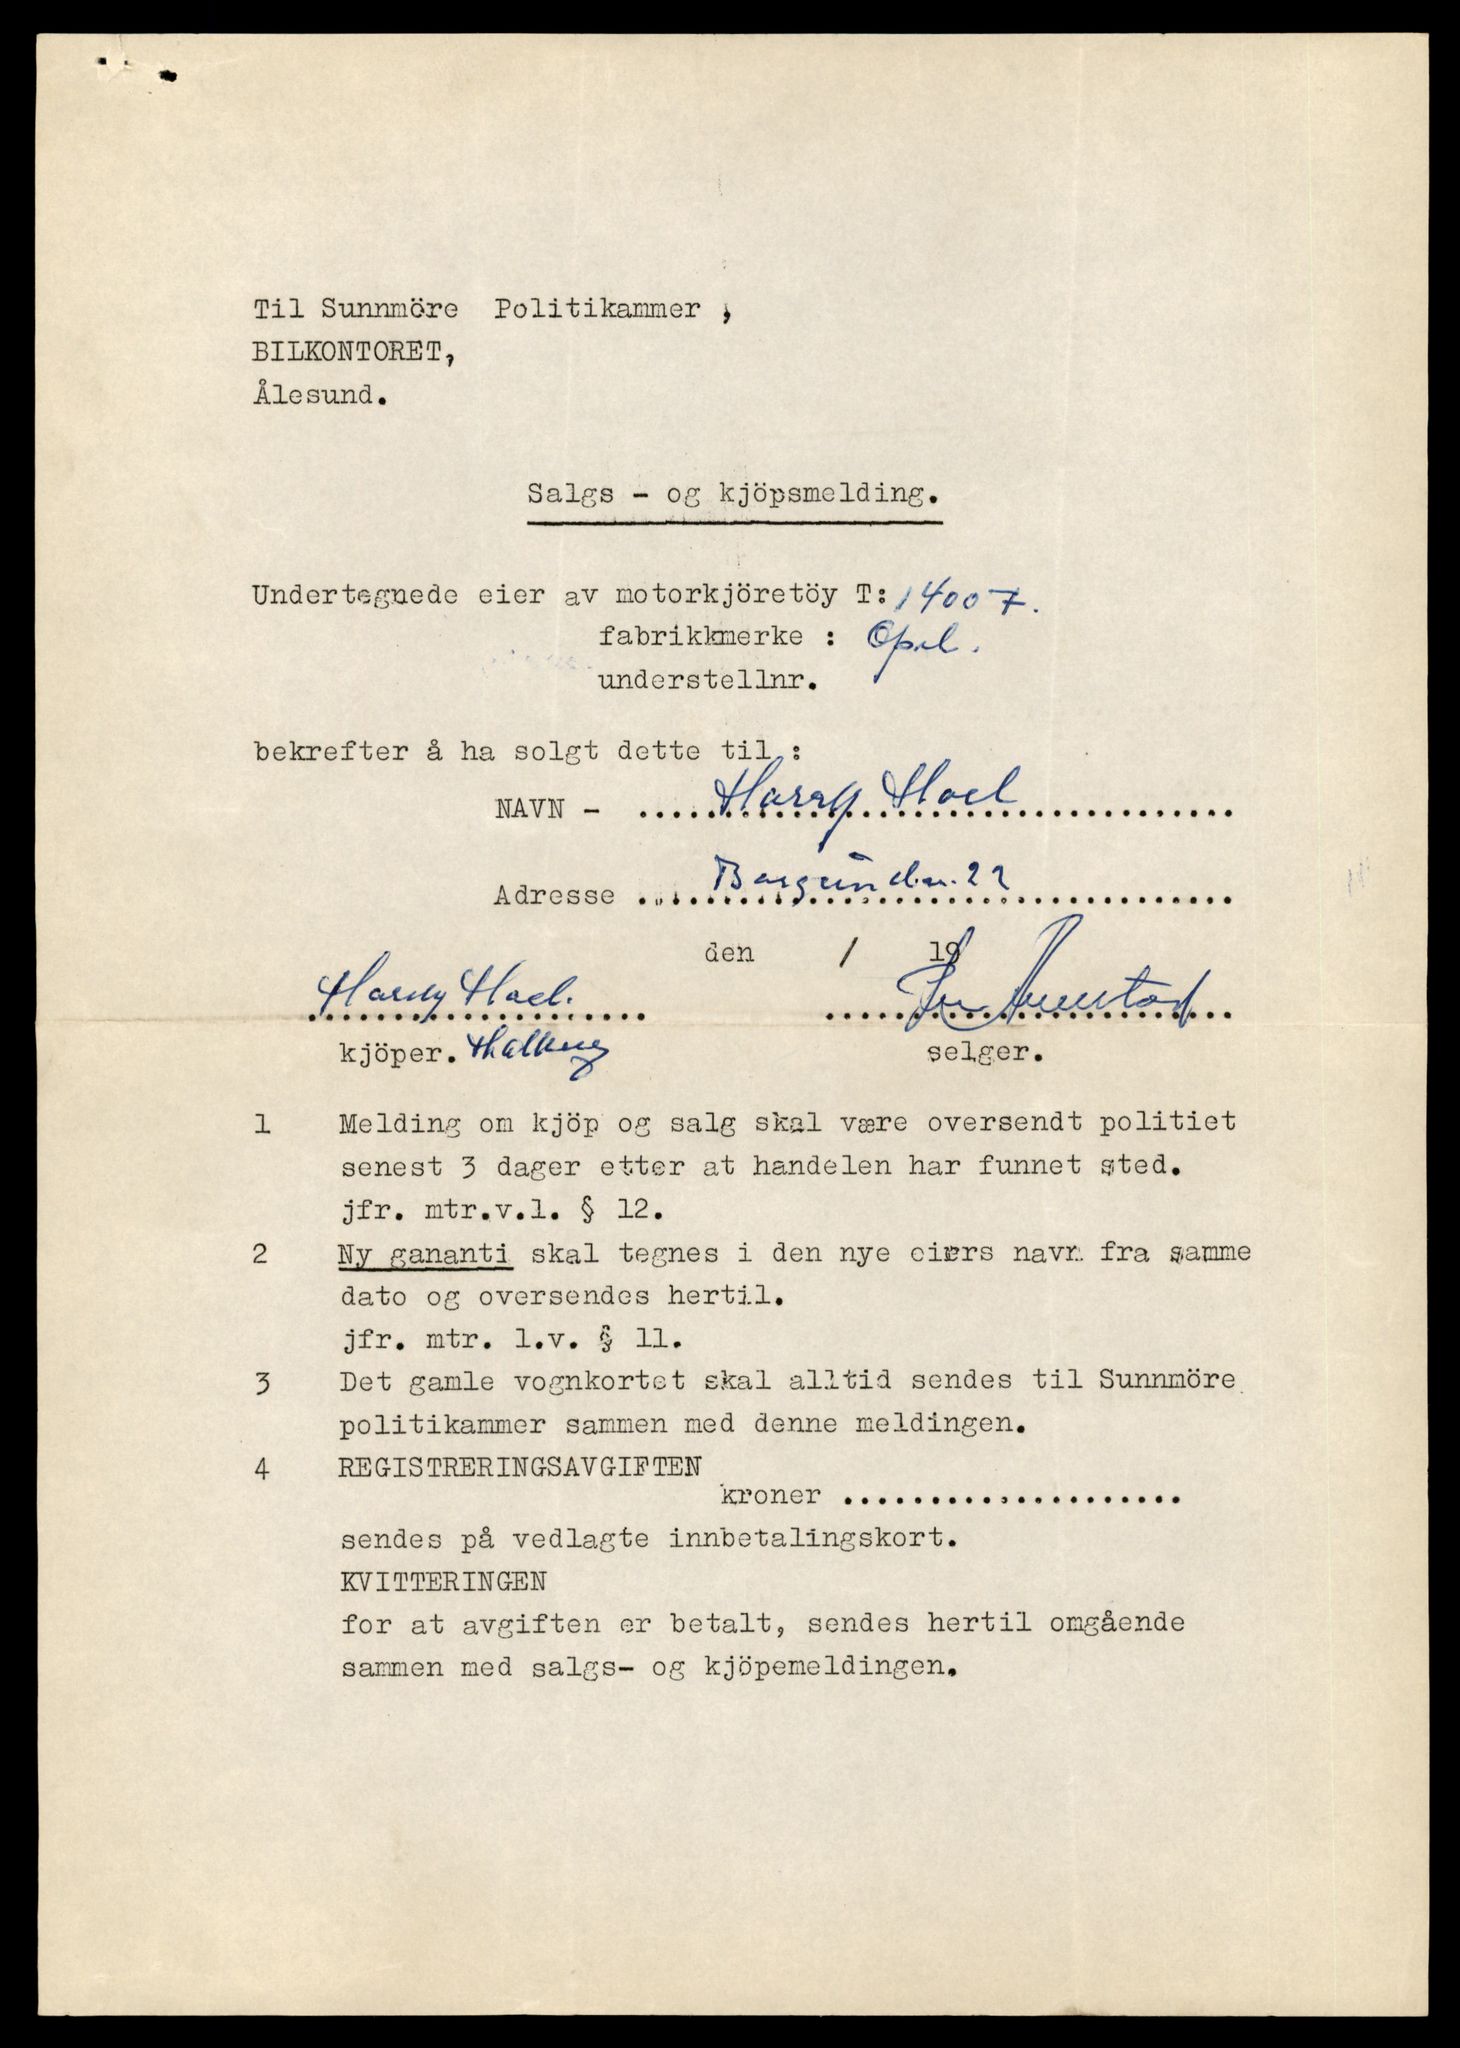 Til Sunnmöre Politikammer ,
BILKONTORET,
Ålesund.
Salgs - og kjöpsmelding.
Undertegnede eier av motorkjöretöy T: 14007.
fabrikkmerke : Opel.
understellnr.
bekrefter å ha solgt dette til :
NAVN - ..... Harry Hoel
Adresse ..... 22
den / 19
Harry Hoel.
kjöper.
selger.
1 Melding om kjöp og salg skal være oversendt politiet
senest 3 dager etter at handelen har funnet sted.
jfr. mtr.v.l. § 12.
2 Ny gananti skal tegnes i den nye eiers navn fra samme
dato og oversendes hertil.
jfr. mtr. l.v. § 11.
3 Det gamle vognkortet skal alltid sendes til Sunnmöre
politikammer sammen med denne meldingen.
4 REGISTRERINGSAVGIFTEN
kroner ....................
sendes på vedlagte innbetalingskort.
KVITTERINGEN
for at avgiften er betalt, sendes hertil omgående
sammen med salgs- og kjöpemeldingen.